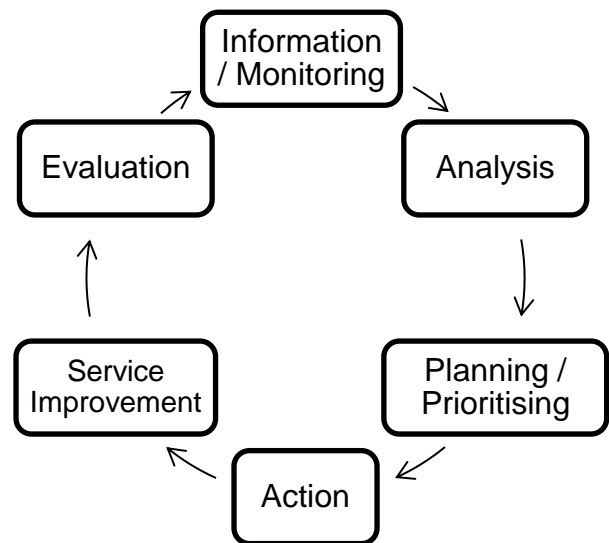 Information
/ Monitoring
Analysis
Planning /
Prioritising
Action
Service
Improvement
Evaluation